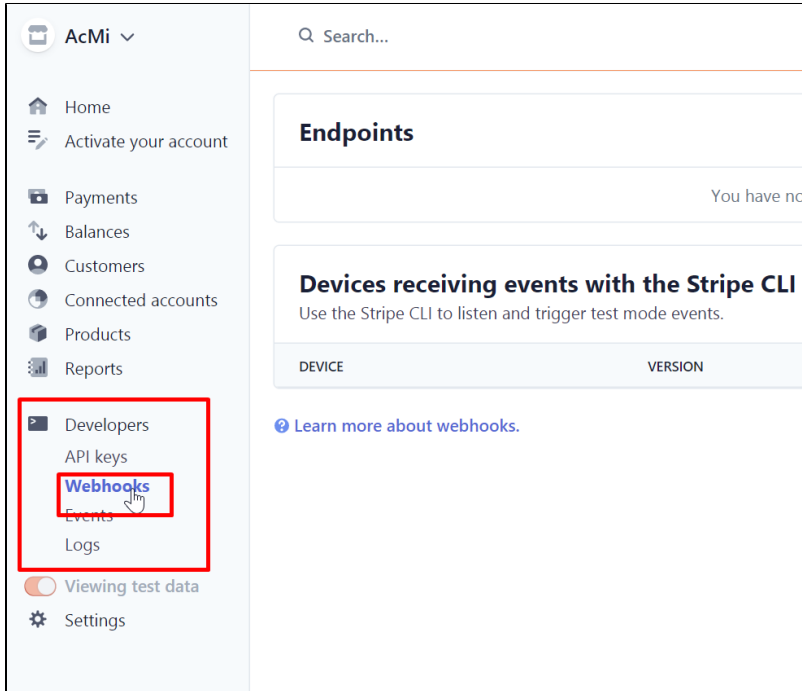 AcMi
Search...
Home
Activate your account
Payments
Balances
Customers
Connected accounts
Products
Reports
Developers
API keys
Webhooks
Events
Logs
Viewing test data
Settings
Endpoints
You have no
Devices receiving events with the Stripe CLI
Use the Stripe CLI to listen and trigger test mode events.
DEVICE VERSION
Learn more about webhooks.